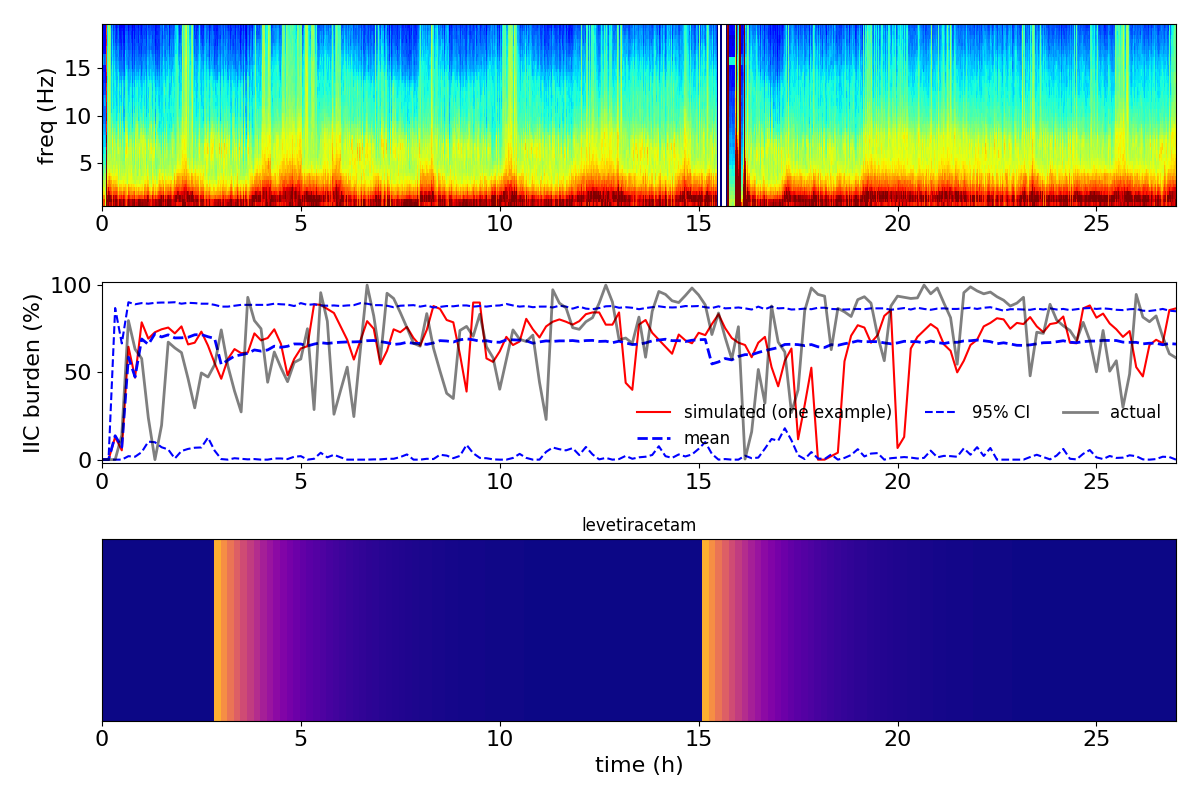 freq (Hz)
15
10
5
0 5 10 15 20 25
IIC burden (%)
100
50
0
simulated (one example) 95% CI actual
mean
0 5 10 15 20 25
levetiracetam
0 5 10 15 20 25
time (h)